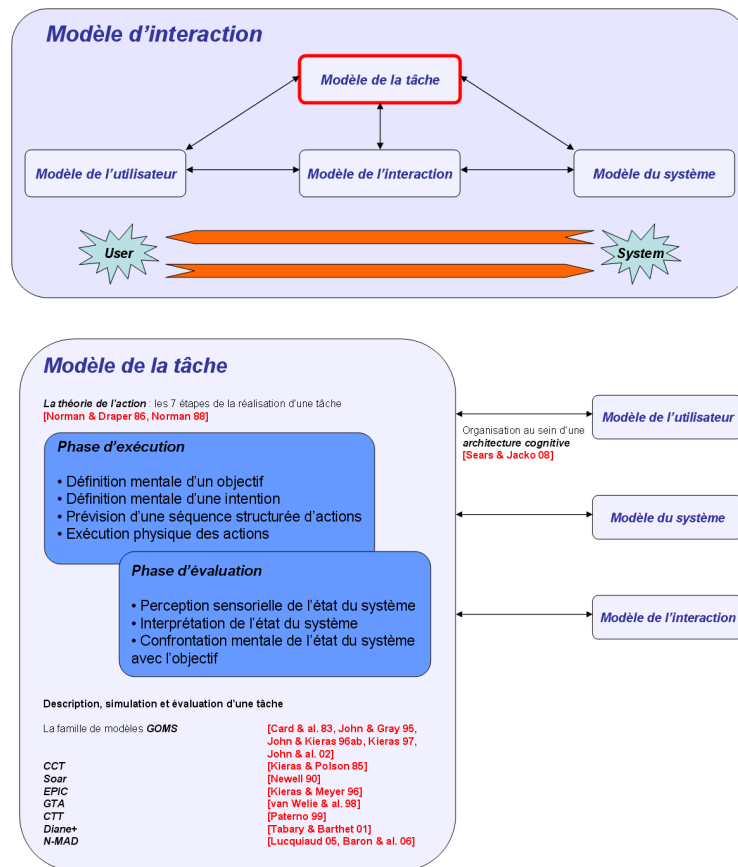 Modèle d'interaction
Modèle de la tâche
Modèle de l'utilisateur
Modèle de l'interaction
Modèle du système
User
System
Modèle de la tâche
La théorie de l'action : les 7 étapes de la réalisation d'une tâche
[Norman & Draper 86, Norman 88]
Phase d'exécution
• Définition mentale d'un objectif
• Définition mentale d'une intention
• Prévision d'une séquence structurée d'actions
• Exécution physique des actions
Phase d'évaluation
• Perception sensorielle de l'état du système
• Interprétation de l'état du système
• Confrontation mentale de l'état du système
avec l'objectif
Organisation au sein d'une
architecture cognitive
[Sears & Jacko 08]
Modèle de l'utilisateur
Modèle du système
Modèle de l'interaction
Description, simulation et évaluation d'une tâche
La famille de modèles GOMS [Card & al. 83, John & Gray 95,
John & Kieras 96ab, Kieras 97,
John & al. 02]
CCT [Kieras & Polson 85]
Soar [Newell 90]
EPIC [Kieras & Meyer 96]
GTA [van Welie & al. 98]
CTT [Paterno 99]
Diane+ [Tabary & Barthet 01]
N-MAD [Lucquiaud 05, Baron & al. 06]